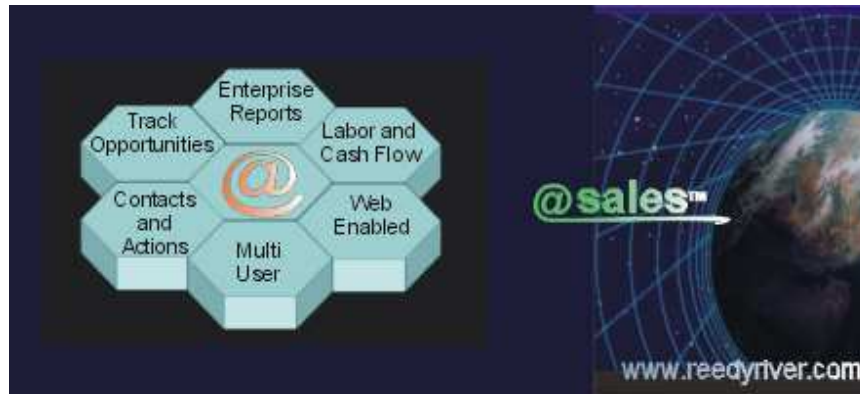 Enterprise
Reports
Track
Opportunities
Labor and
Cash Flow
@
Contacts
and
Actions
Web
Enabled
Multi
User
@sales™
www.reedyriver.com